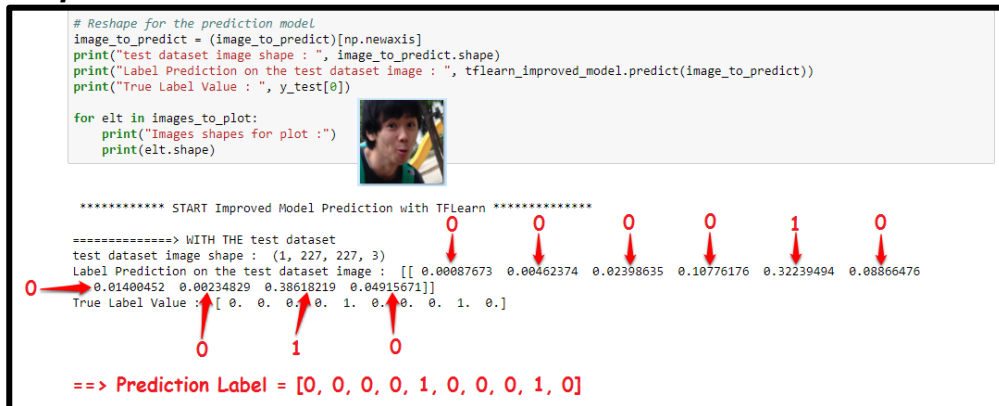 # Reshape for the prediction model
image_to_predict = (image_to_predict)[np.newaxis]
print("test dataset image shape : ", image_to_predict.shape)
print("Label Prediction on the test dataset image : ", tflearn_improved_model.predict(image_to_predict))
print("True Label Value : ", y_test[0])
for elt in images_to_plot:
    print("Images shapes for plot :")
    print(elt.shape)
************ START Improved Model Prediction with TFLearn **************
0 0 0 0 1 0
==============> WITH THE test dataset
test dataset image shape :  (1, 227, 227, 3)
Label Prediction on the test dataset image :  [[ 0.00087673  0.00462374  0.02398635  0.10776176  0.32239494  0.08866476
0 0.01400452  0.00234829  0.38618219  0.04915671]]
True Label Value : [ 0.  0.  0. 0.  1.  0. 0.  0.  1.  0.]
0 1 0
==> Prediction Label = [0, 0, 0, 0, 1, 0, 0, 0, 1, 0]